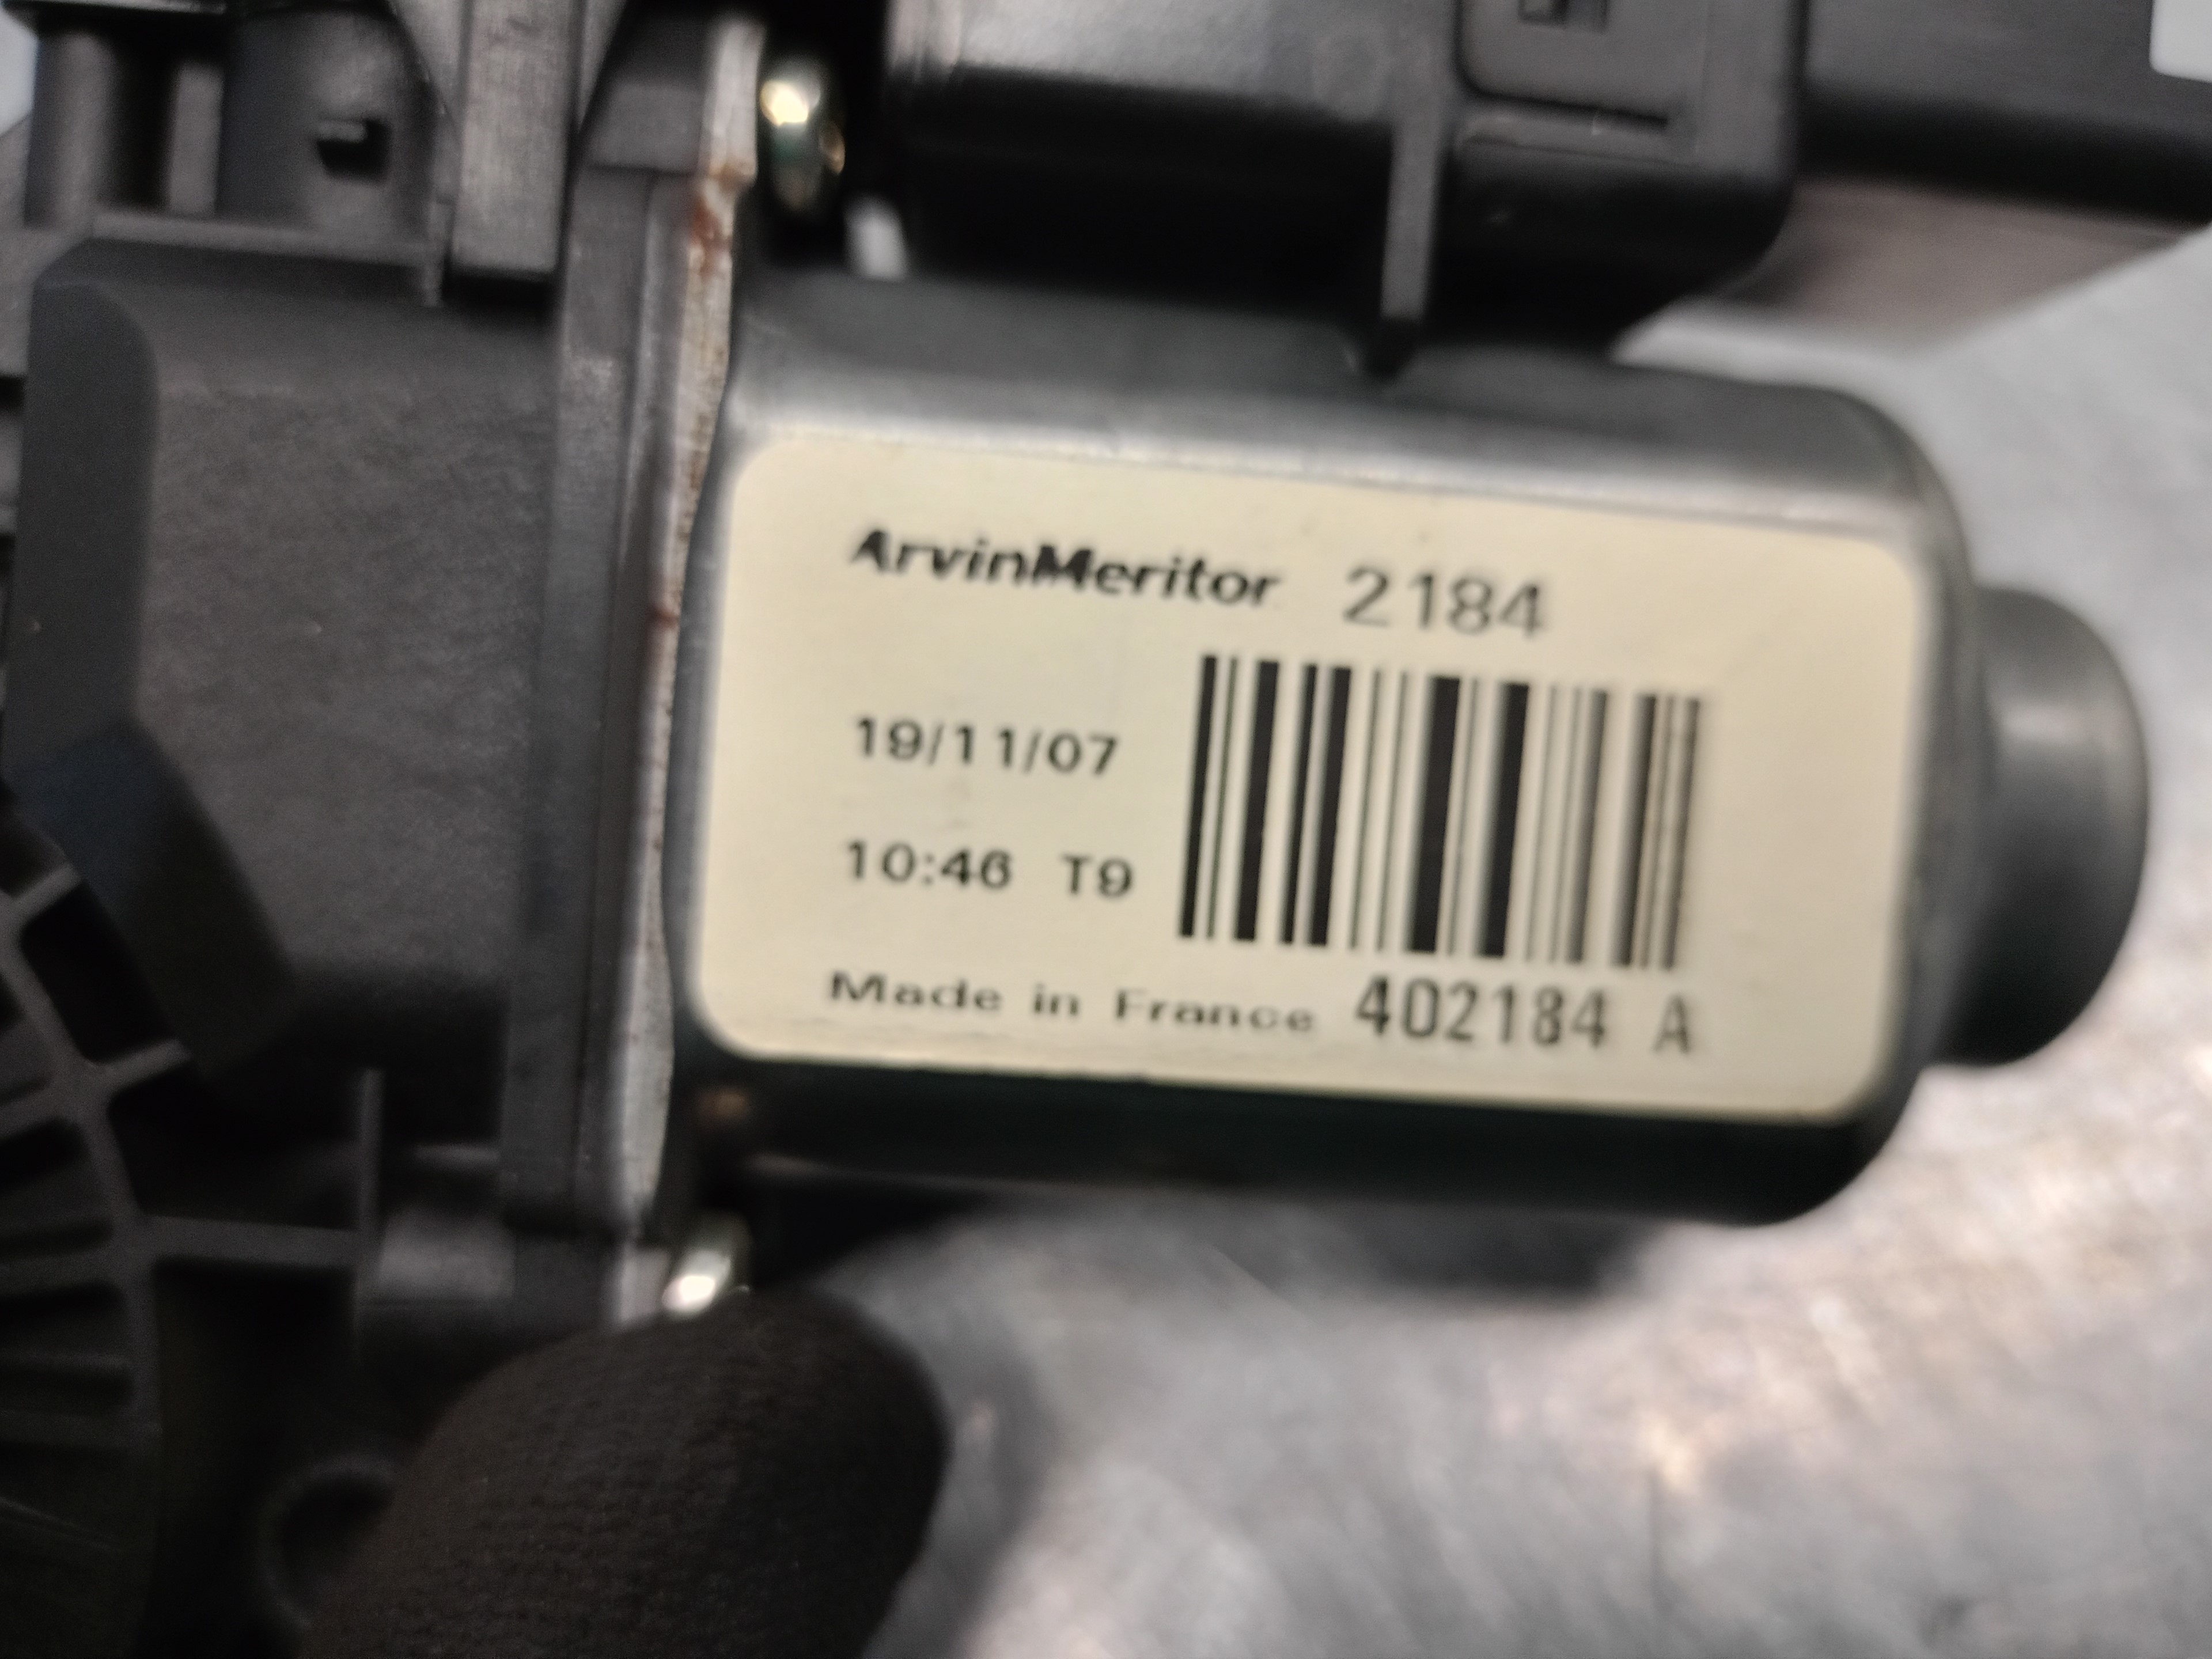 ArvinMeritor 2184
19/11/07
10:46 T9
Made in France 402184 A